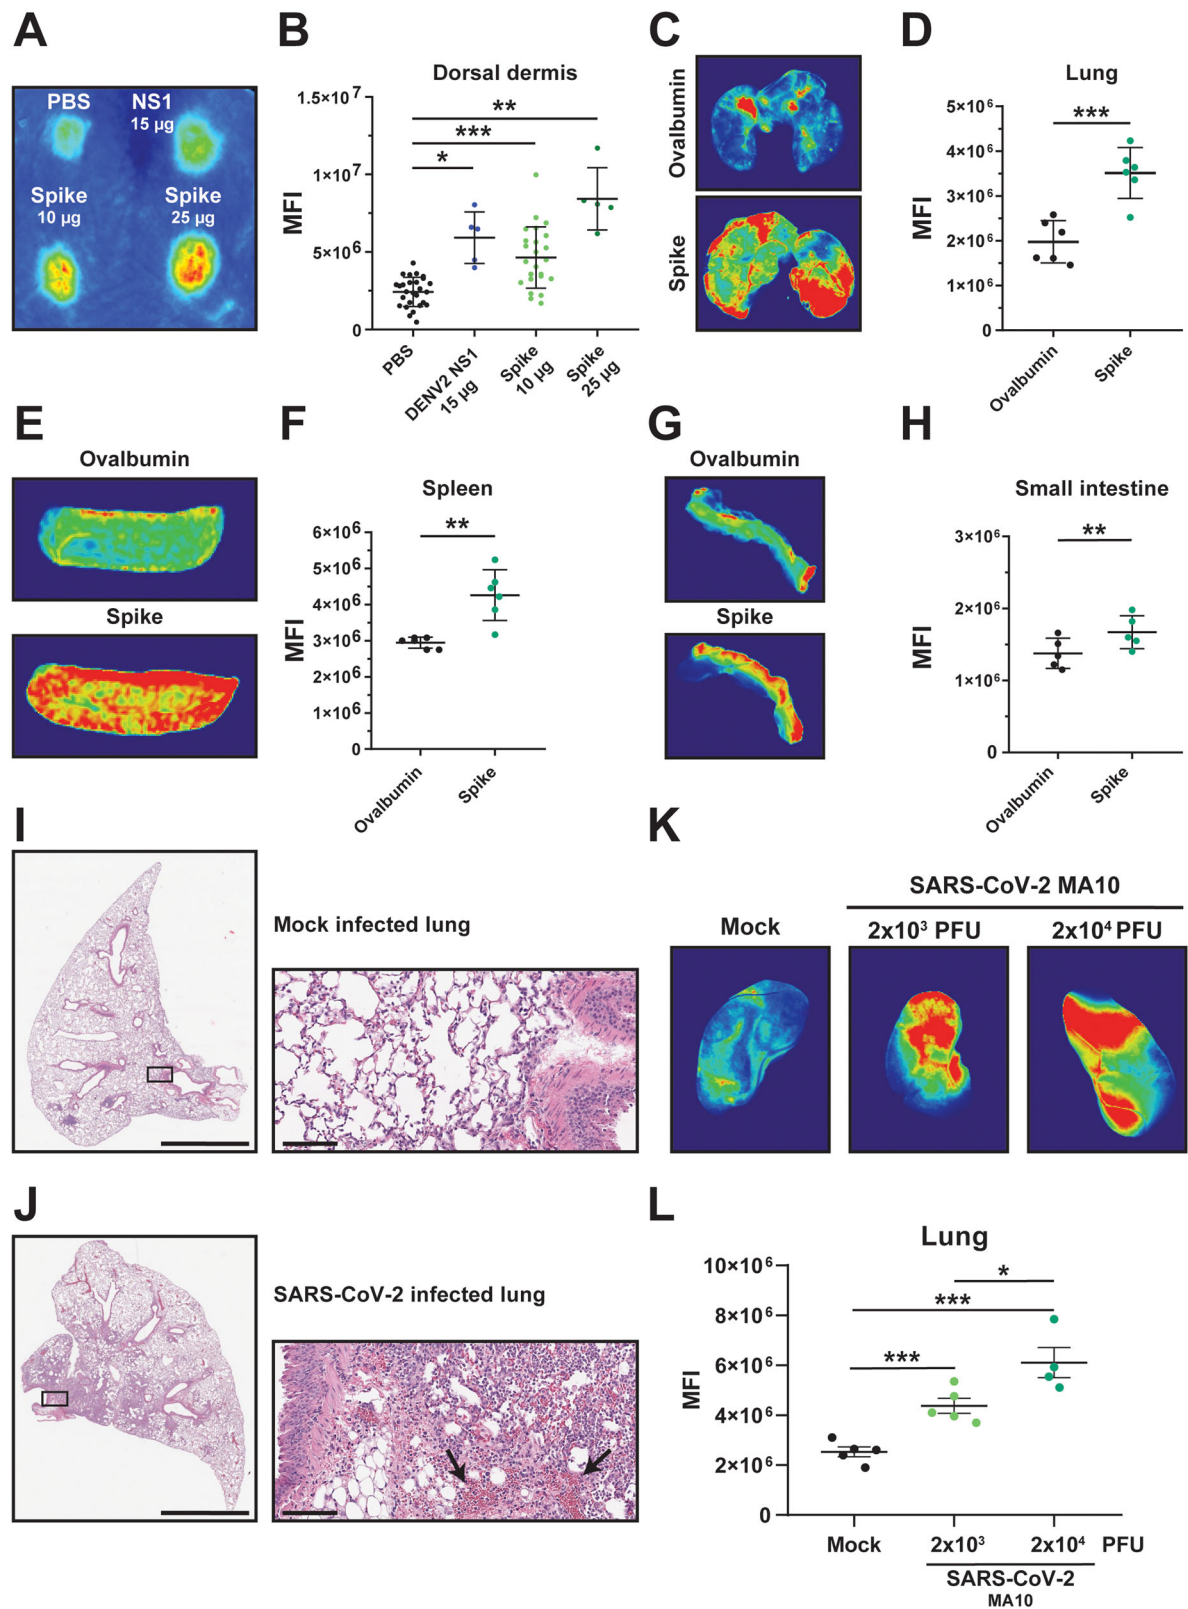 A
PBS
NS1
15 µg
Spike
10 µg
Spike
25 µg
B
Dorsal dermis
MFI
1.5×10⁷
1×10⁷
5×10⁶
0
**
***
*
PBS
DENV2 NS1
15 µg
Spike
10 µg
Spike
25 µg
C
Ovalbumin
Spike
D
Lung
MFI
5×10⁶
4×10⁶
3×10⁶
2×10⁶
1×10⁶
0
***
Ovalbumin
Spike
E
Ovalbumin
Spike
F
Spleen
MFI
6×10⁶
5×10⁶
4×10⁶
3×10⁶
2×10⁶
1×10⁶
0
**
Ovalbumin
Spike
G
Ovalbumin
Spike
H
Small intestine
MFI
3×10⁶
2×10⁶
1×10⁶
0
**
Ovalbumin
Spike
I
Mock infected lung
J
SARS-CoV-2 infected lung
K
SARS-CoV-2 MA10
Mock
2x10³ PFU
2x10⁴ PFU
L
Lung
MFI
10×10⁶
8×10⁶
6×10⁶
4×10⁶
2×10⁶
0
*
***
***
Mock
2x10³
2x10⁴
PFU
SARS-CoV-2
MA10